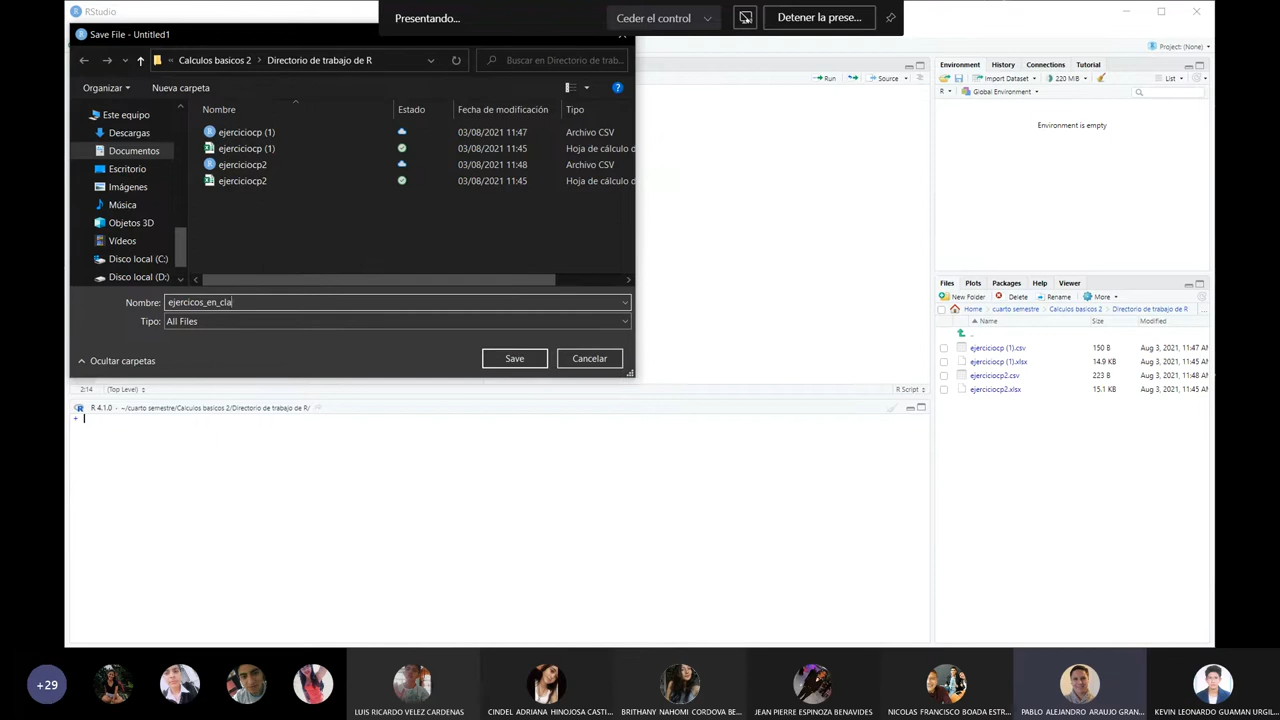 RStudio
Presentando...
Ceder el control
Detener la prese...
Save File - Untitled1
Project: (None)
« Calculos basicos 2 > Directorio de trabajo de R
Buscar en Directorio de trab...
Organizar
Nueva carpeta
Run
Source
Environment History Connections Tutorial
Import Dataset 220 MiB List
R Global Environment
Environment is empty
Nombre Estado Fecha de modificación Tipo
Este equipo
Descargas
Documentos
Escritorio
Imágenes
Música
Objetos 3D
Vídeos
Disco local (C:)
Disco local (D:)
ejerciciocp (1) 03/08/2021 11:47 Archivo CSV
ejerciciocp (1) 03/08/2021 11:45 Hoja de cálculo d
ejerciciocp2 03/08/2021 11:48 Archivo CSV
ejerciciocp2 03/08/2021 11:45 Hoja de cálculo d
Nombre: ejercicos_en_cla
Tipo: All Files
Ocultar carpetas
Save
Cancelar
2:14 (Top Level)
R Script
R 4.1.0 · ~/cuarto semestre/Calculos basicos 2/Directorio de trabajo de R/
+
Files Plots Packages Help Viewer
New Folder Delete Rename More
Home cuarto semestre Calculos basicos 2 Directorio de trabajo de R ...
Name Size Modified
..
ejerciciocp (1).csv 150 B Aug 3, 2021, 11:47 AM
ejerciciocp (1).xlsx 14.9 KB Aug 3, 2021, 11:45 AM
ejerciciocp2.csv 223 B Aug 3, 2021, 11:48 AM
ejerciciocp2.xlsx 15.1 KB Aug 3, 2021, 11:45 AM
+29
LUIS RICARDO VELEZ CARDENAS
CINDEL ADRIANA HINOJOSA CASTI...
BRITHANY NAHOMI CORDOVA BE...
JEAN PIERRE ESPINOZA BENAVIDES
NICOLAS FRANCISCO BOADA ESTR...
PABLO ALEJANDRO ARAUJO GRAN...
KEVIN LEONARDO GUAMAN URGIL...